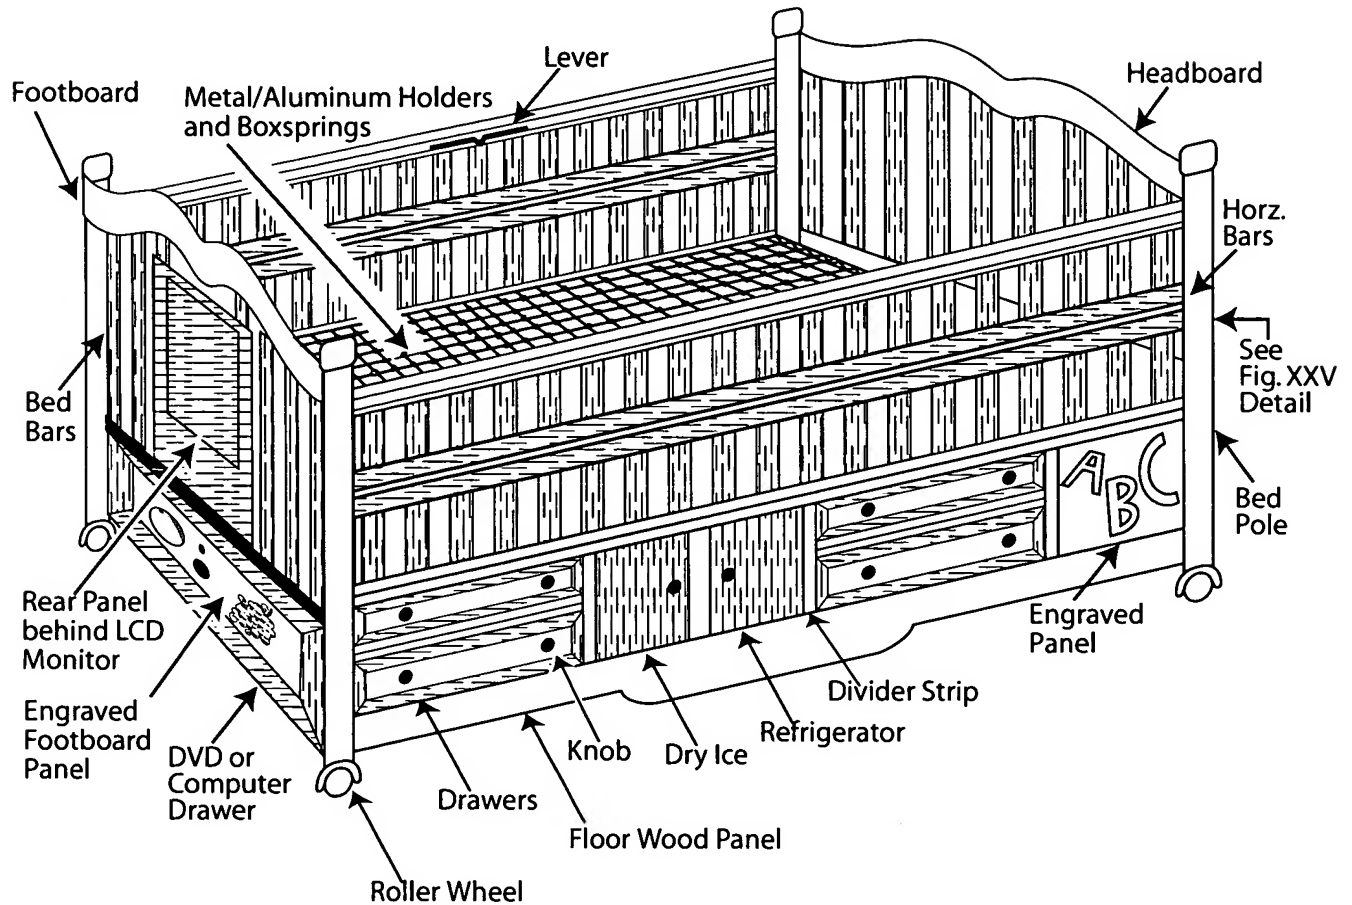 Lever
Footboard
Metal/Aluminum Holders
and Boxsprings
Headboard
Horz.
Bars
See
Fig. XXV
Detail
Bed
Bars
ABC
Bed
Pole
Rear Panel
behind LCD
Monitor
Engraved
Panel
Engraved
Footboard
Panel
DVD or
Computer
Drawer
Divider Strip
Refrigerator
Knob
Dry Ice
Drawers
Floor Wood Panel
Roller Wheel